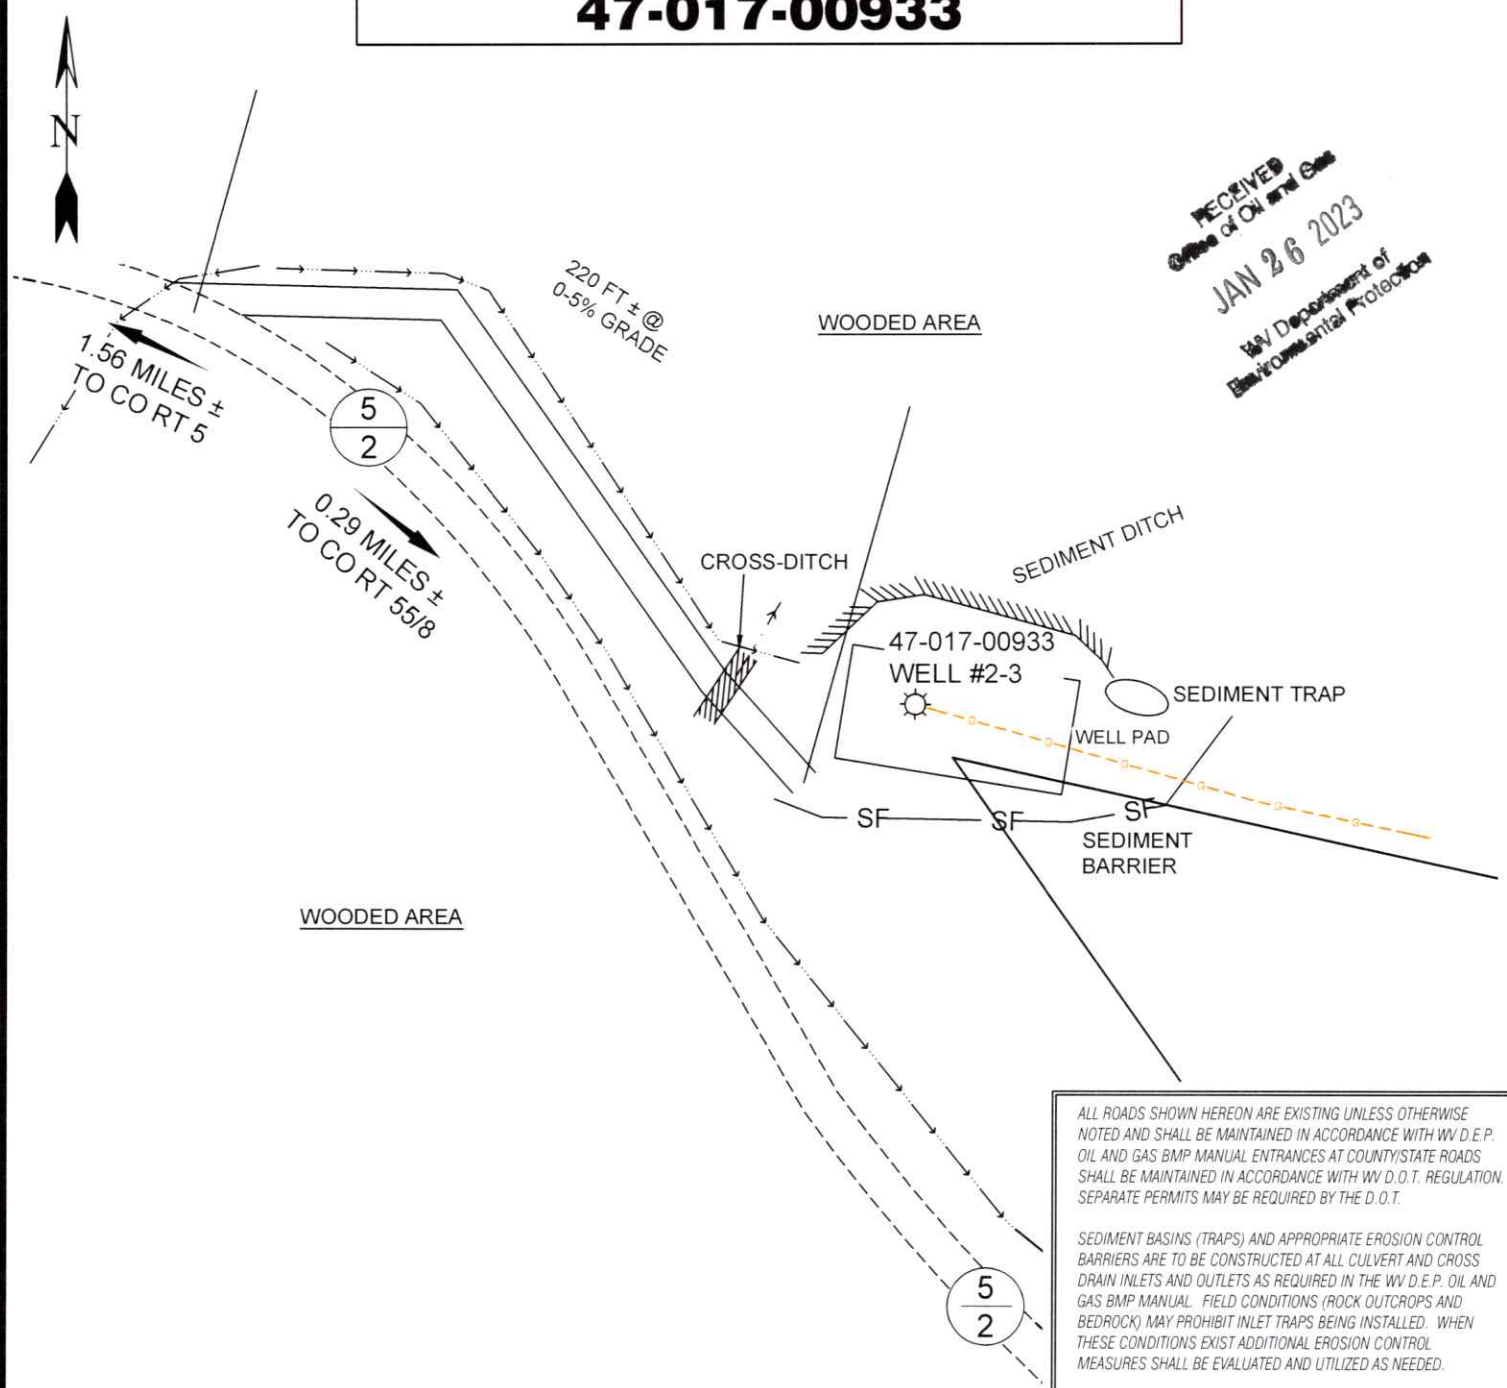 47-017-00933
N
RECEIVED
Office of Oil and Gas
JAN 26 2023
WV Department of
Environmental Protection
220 FT ± @
0-5% GRADE
WOODED AREA
1.56 MILES ±
TO CO RT 5
5
2
0.29 MILES ±
TO CO RT 55/8
CROSS-DITCH
SEDIMENT DITCH
47-017-00933
WELL #2-3
SEDIMENT TRAP
WELL PAD
G G G G G G
SF SF SF
SEDIMENT
BARRIER
WOODED AREA
ALL ROADS SHOWN HEREON ARE EXISTING UNLESS OTHERWISE
NOTED AND SHALL BE MAINTAINED IN ACCORDANCE WITH WV D.E.P.
OIL AND GAS BMP MANUAL ENTRANCES AT COUNTY/STATE ROADS
SHALL BE MAINTAINED IN ACCORDANCE WITH WV D.O.T. REGULATION.
SEPARATE PERMITS MAY BE REQUIRED BY THE D.O.T.
SEDIMENT BASINS (TRAPS) AND APPROPRIATE EROSION CONTROL
BARRIERS ARE TO BE CONSTRUCTED AT ALL CULVERT AND CROSS
DRAIN INLETS AND OUTLETS AS REQUIRED IN THE WV D.E.P. OIL AND
GAS BMP MANUAL. FIELD CONDITIONS (ROCK OUTCROPS AND
BEDROCK) MAY PROHIBIT INLET TRAPS BEING INSTALLED. WHEN
THESE CONDITIONS EXIST ADDITIONAL EROSION CONTROL
MEASURES SHALL BE EVALUATED AND UTILIZED AS NEEDED.
5
2